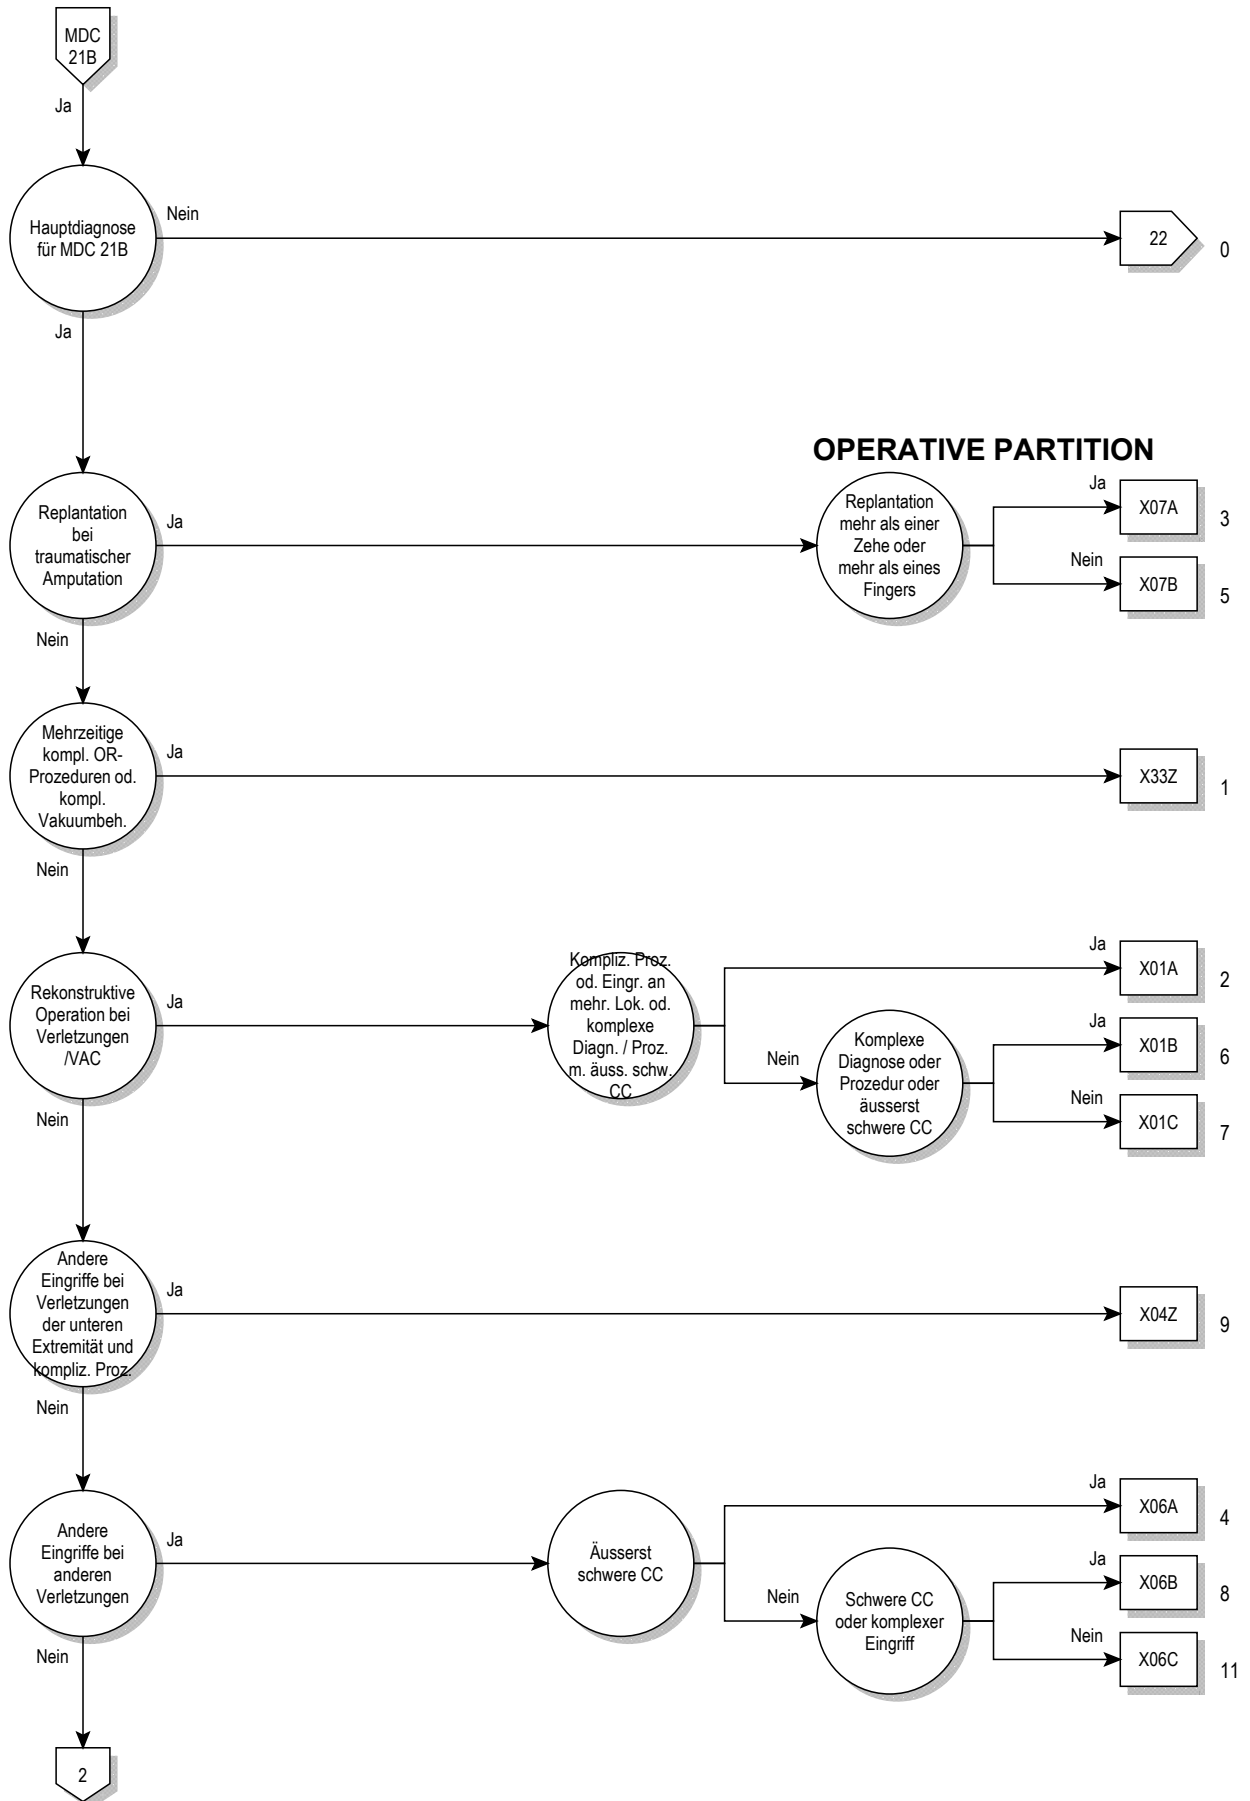 MDC
21B
Ja
Hauptdiagnose
für MDC 21B
Nein
22
0
Ja
OPERATIVE PARTITION
Replantation
bei
traumatischer
Amputation
Ja
Replantation
mehr als einer
Zehe oder
mehr als eines
Fingers
Ja
X07A
3
Nein
X07B
5
Nein
Mehrzeitige
kompl. OR-
Prozeduren od.
kompl.
Vakuumbeh.
Ja
X33Z
1
Nein
Rekonstruktive
Operation bei
Verletzungen
/VAC
Ja
Kompliz. Proz.
od. Eingr. an
mehr. Lok. od.
komplexe
Diagn. / Proz.
m. äuss. schw.
CC
Ja
X01A
2
Nein
Komplexe
Diagnose oder
Prozedur oder
äusserst
schwere CC
Ja
X01B
6
Nein
X01C
7
Nein
Andere
Eingriffe bei
Verletzungen
der unteren
Extremität und
kompliz. Proz.
Ja
X04Z
9
Nein
Andere
Eingriffe bei
anderen
Verletzungen
Ja
Äusserst
schwere CC
Ja
X06A
4
Nein
Schwere CC
oder komplexer
Eingriff
Ja
X06B
8
Nein
X06C
11
Nein
2